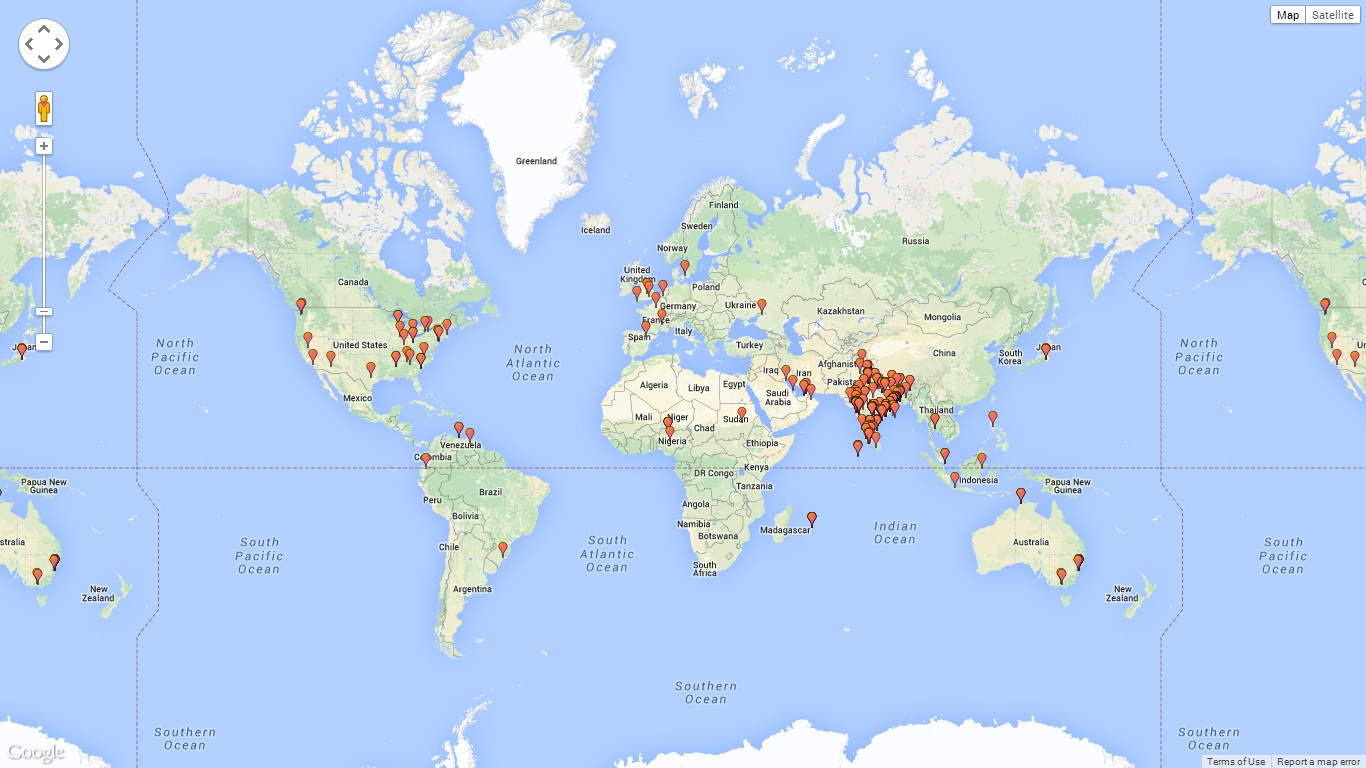 Map
Satellite
Greenland
Finland
Iceland
Sweden
Russia
Norway
United
Kingdom
Canada
Poland
Germany
Ukraine
Kazakhstan
Mongolia
France
United States
Italy
Spain
Turkey
South
Korea
Japan
China
North
Pacific
Ocean
North
Atlantic
Ocean
North
Pacific
Ocean
Iraq
Iran
Afghanistan
Pakistan
Algeria
Libya
Egypt
Saudi
Arabia
Mexico
Mali
Niger
Sudan
Chad
Thailand
Nigeria
Ethiopia
Venezuela
Colombia
Kenya
DR Congo
Tanzania
Indonesia
Papua New
Guinea
Papua New
Guinea
Peru
Brazil
Angola
Bolivia
Namibia
Botswana
Madagascar
Indian
Ocean
South
Pacific
Ocean
South
Atlantic
Ocean
South
Pacific
Ocean
stralia
Australia
Chile
South
Africa
Argentina
New
Zealand
New
Zealand
Southern
Ocean
Southern
Ocean
Southern
Ocean
Google
Terms of Use
Report a map error